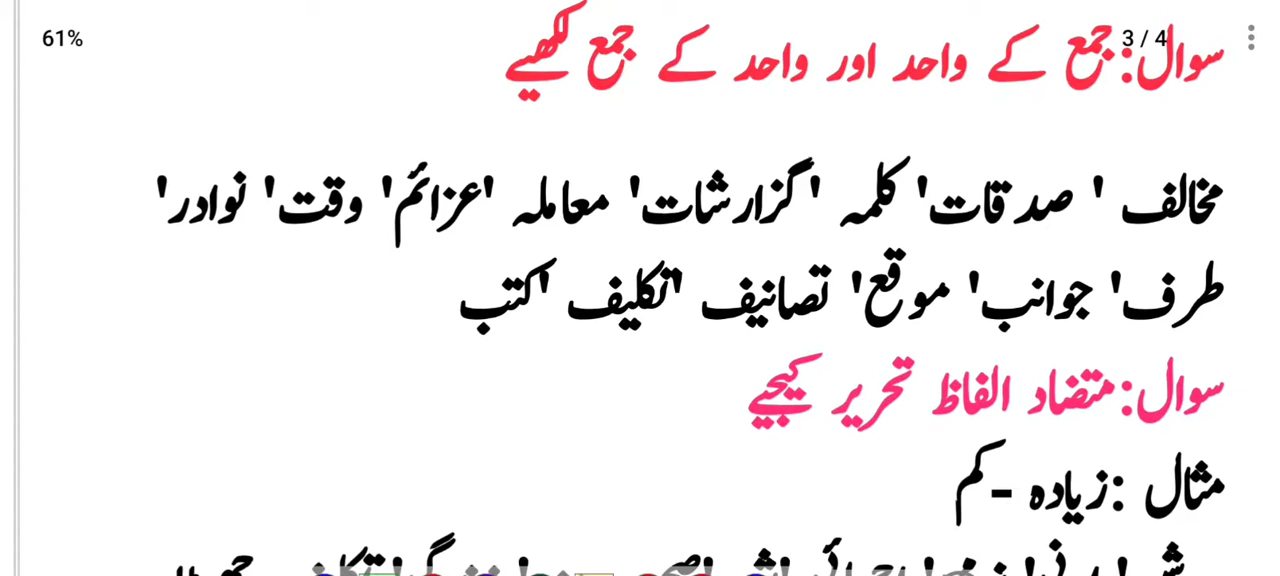 61%
3 / 4
سوال:جمع کے واحد اور واحد کے جمع لکھیے
مخالف ' صدقات' کلمہ 'گزارشات' معاملہ 'عزائم' وقت' نوادر'
طرف' جوانب' موقع' تصانیف 'تکلیف 'کتب
سوال:متضاد الفاظ تحریر کیجیے
مثال :زیادہ -کم